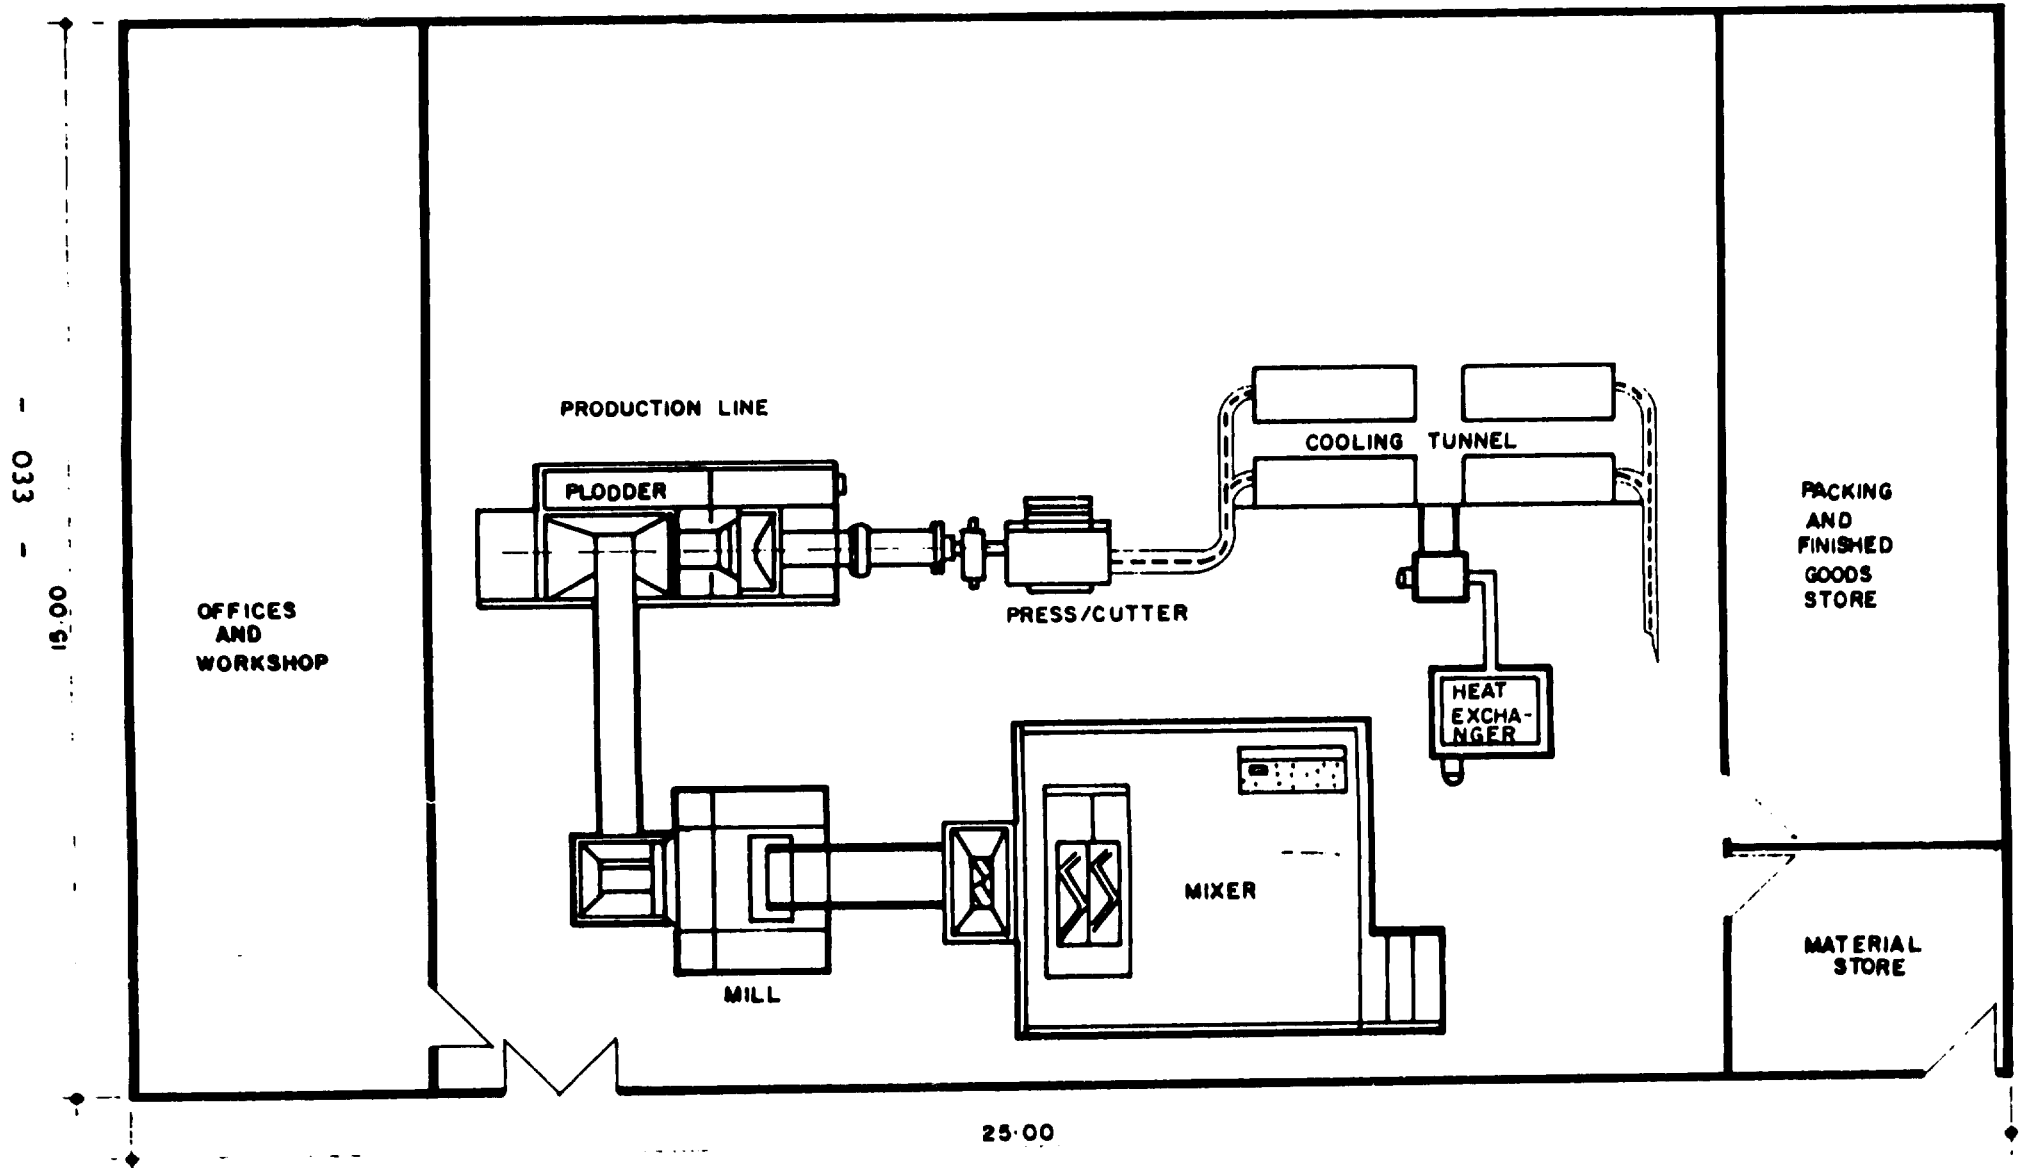 PRODUCTION LINE
COOLING TUNNEL
PLODDER
PACKING
AND
FINISHED
GOODS
STORE
- 033 -
15.00
OFFICES
AND
WORKSHOP
PRESS/CUTTER
HEAT
EXCHA-
NGER
MIXER
MATERIAL
STORE
MILL
25·00